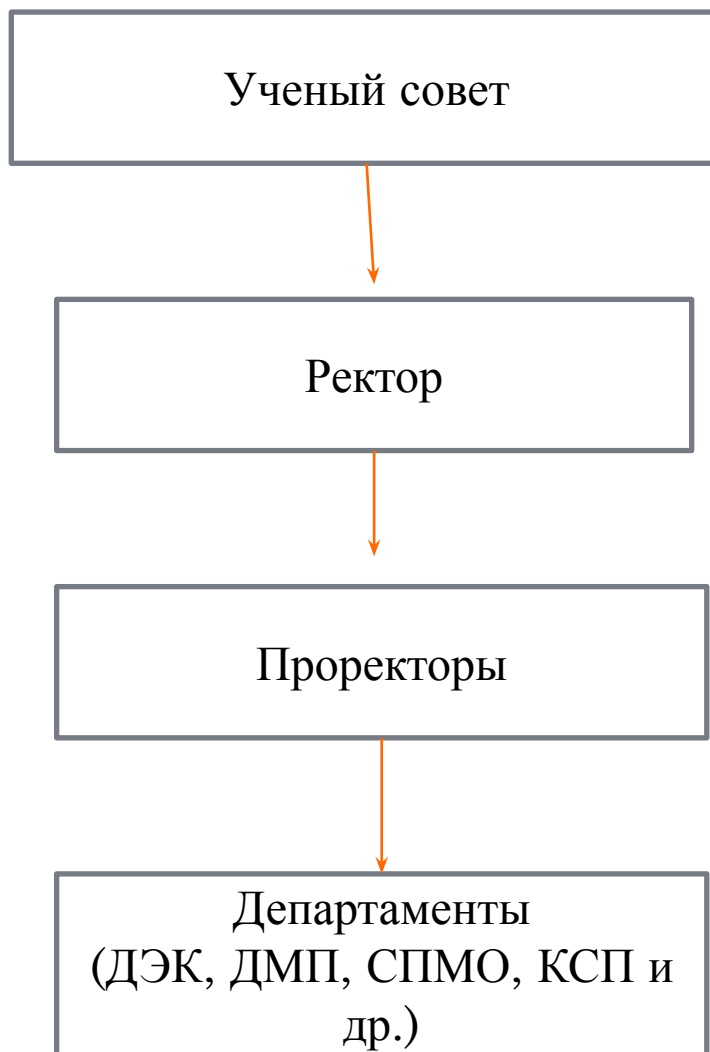 Ученый совет
Ректор
Проректоры
Департаменты
(ДЭК, ДМП, СПМО, КСП и
др.)